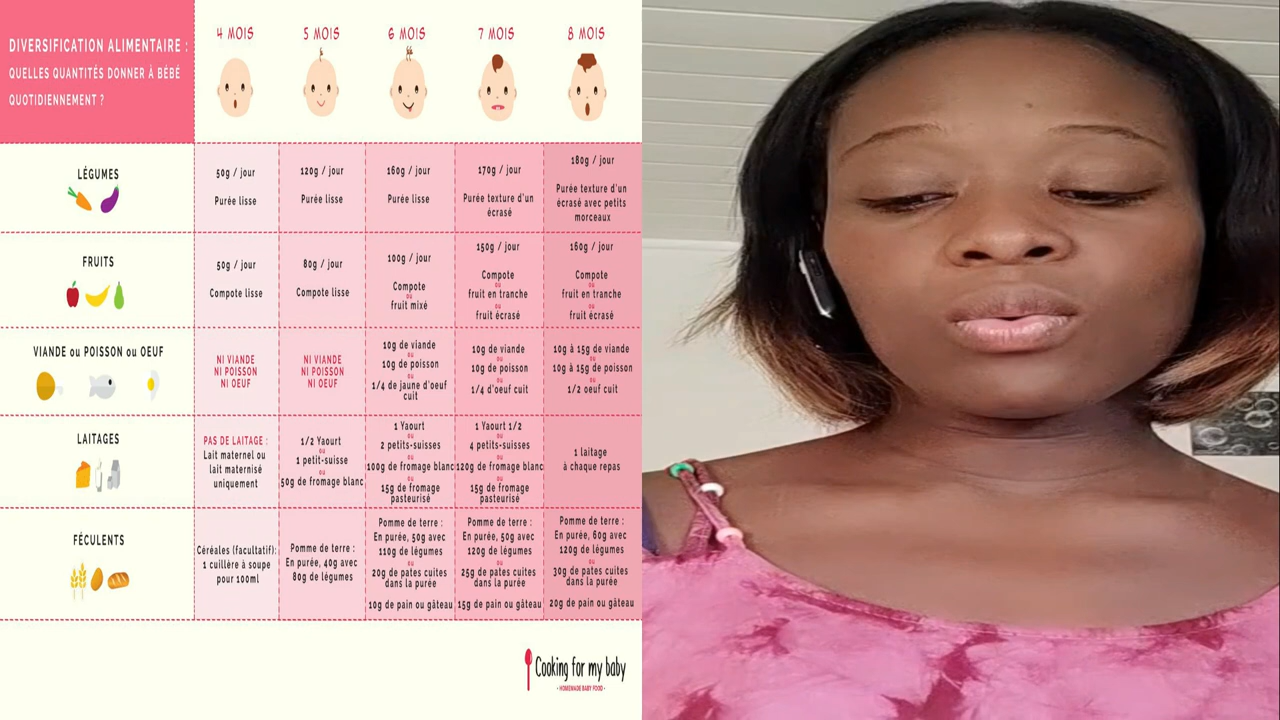 DIVERSIFICATION ALIMENTAIRE :
QUELLES QUANTITÉS DONNER À BÉBÉ
QUOTIDIENNEMENT ?
4 MOIS
5 MOIS
6 MOIS
7 MOIS
8 MOIS
LÉGUMES
50g / jour
Purée lisse
120g / jour
Purée lisse
160g / jour
Purée lisse
170g / jour
Purée texture d'un
écrasé
180g / jour
Purée texture d'un
écrasé avec petits
morceaux
FRUITS
50g / jour
Compote lisse
80g / jour
Compote lisse
100g / jour
Compote
ou
fruit mixé
150g / jour
Compote
ou
fruit en tranche
ou
fruit écrasé
160g / jour
Compote
ou
fruit en tranche
ou
fruit écrasé
VIANDE ou POISSON ou OEUF
NI VIANDE
NI POISSON
NI OEUF
NI VIANDE
NI POISSON
NI OEUF
10g de viande
ou
10g de poisson
ou
1/4 de jaune d'oeuf
cuit
10g de viande
ou
10g de poisson
ou
1/4 d'oeuf cuit
10g à 15g de viande
ou
10g à 15g de poisson
ou
1/2 oeuf cuit
LAITAGES
PAS DE LAITAGE :
Lait maternel ou
lait maternisé
uniquement
1/2 Yaourt
ou
1 petit-suisse
ou
50g de fromage blanc
1 Yaourt
ou
2 petits-suisses
ou
100g de fromage blanc
ou
15g de fromage
pasteurisé
1 Yaourt 1/2
ou
4 petits-suisses
ou
120g de fromage blanc
ou
15g de fromage
pasteurisé
1 laitage
à chaque repas
FÉCULENTS
Céréales (facultatif):
1 cuillère à soupe
pour 100ml
Pomme de terre :
En purée, 40g avec
80g de légumes
Pomme de terre :
En purée, 50g avec
110g de légumes
ou
20g de pates cuites
dans la purée
10g de pain ou gâteau
Pomme de terre :
En purée, 50g avec
120g de légumes
ou
25g de pates cuites
dans la purée
15g de pain ou gâteau
Pomme de terre :
En purée, 60g avec
120g de légumes
ou
30g de pates cuites
dans la purée
20g de pain ou gâteau
Cooking for my baby
• HOMEMADE BABY FOOD •